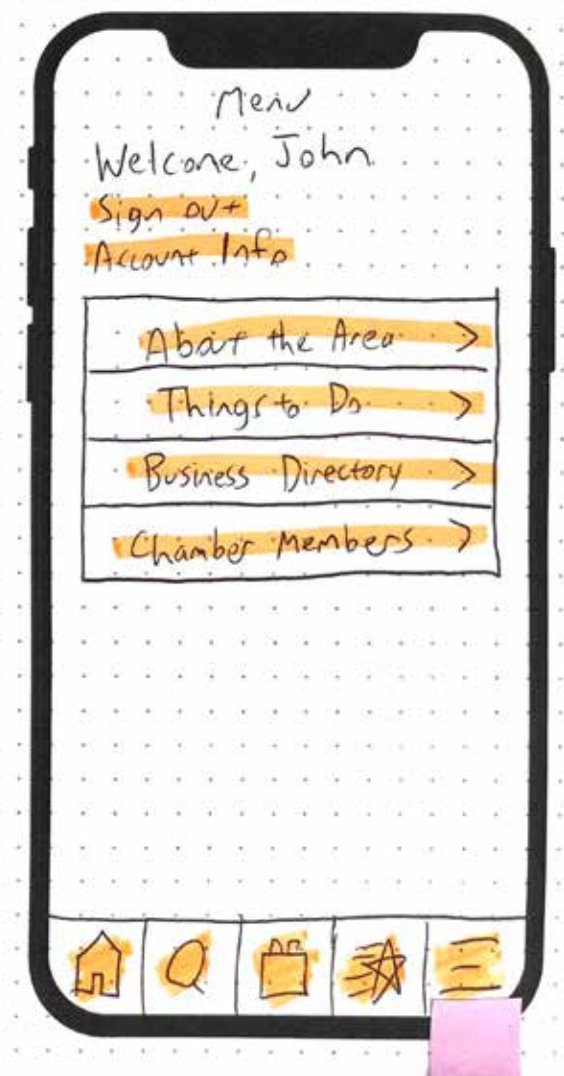 Menu
Welcome, John
Sign out
Account Info
About the Area >
Things to Do >
Business Directory >
Chamber Members >